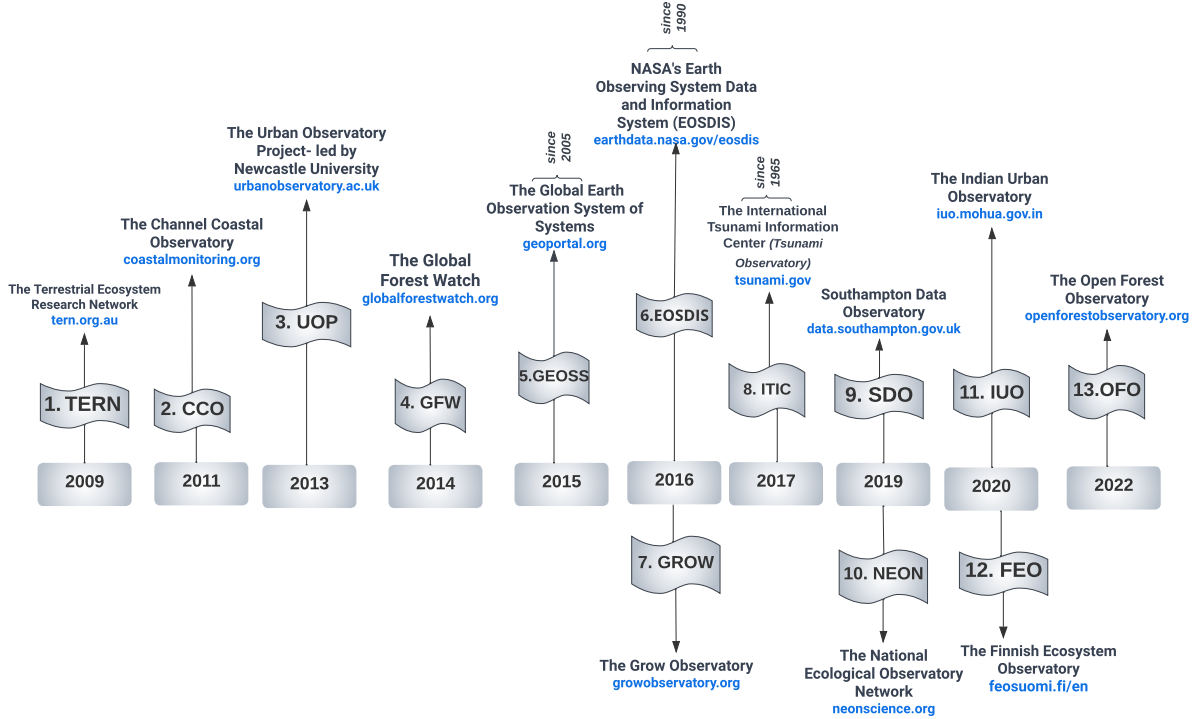 since
1990
NASA's Earth
Observing System Data
and Information
System (EOSDIS)
earthdata.nasa.gov/eosdis
The Urban Observatory
Project- led by
Newcastle University
urbanobservatory.ac.uk
since
2005
The Global Earth
Observation System of
Systems
geoportal.org
since
1965
The International
Tsunami Information
Center (Tsunami
Observatory)
tsunami.gov
The Indian Urban
Observatory
iuo.mohua.gov.in
The Channel Coastal
Observatory
coastalmonitoring.org
The Global
Forest Watch
globalforestwatch.org
The Terrestrial Ecosystem
Research Network
tern.org.au
Southampton Data
Observatory
data.southampton.gov.uk
The Open Forest
Observatory
openforestobservatory.org
1. TERN
2. CCO
3. UOP
4. GFW
5.GEOSS
6.EOSDIS
8. ITIC
9. SDO
11. IUO
13.OFO
2009
2011
2013
2014
2015
2016
2017
2019
2020
2022
7. GROW
10. NEON
12. FEO
The Grow Observatory
growobservatory.org
The National
Ecological Observatory
Network
neonscience.org
The Finnish Ecosystem
Observatory
feosuomi.fi/en